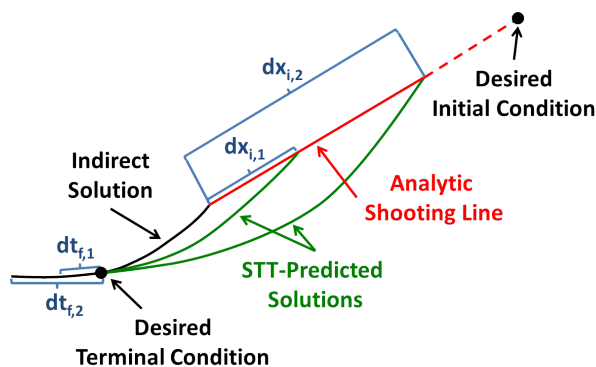 dx_{i,2}
Desired
Initial Condition
dx_{i,1}
Indirect
Solution
Analytic
Shooting Line
dt_{f,1}
STT-Predicted
Solutions
dt_{f,2}
Desired
Terminal Condition